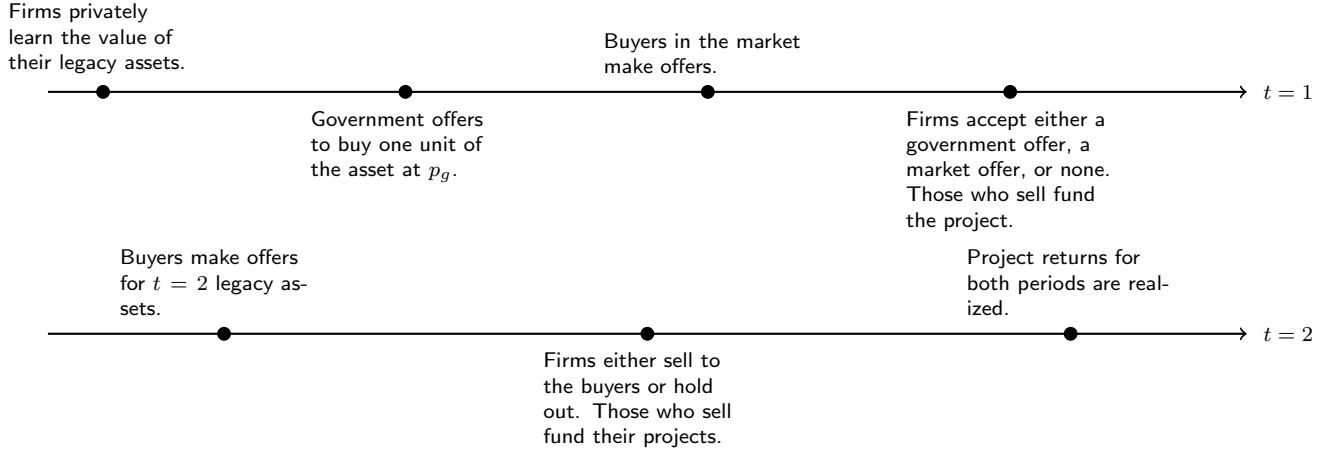 Firms privately
learn the value of
their legacy assets.
Buyers in the market
make offers.
t = 1
Government offers
to buy one unit of
the asset at p_g.
Firms accept either a
government offer, a
market offer, or none.
Those who sell fund
the project.
Buyers make offers
for t = 2 legacy as-
sets.
Project returns for
both periods are real-
ized.
t = 2
Firms either sell to
the buyers or hold
out. Those who sell
fund their projects.